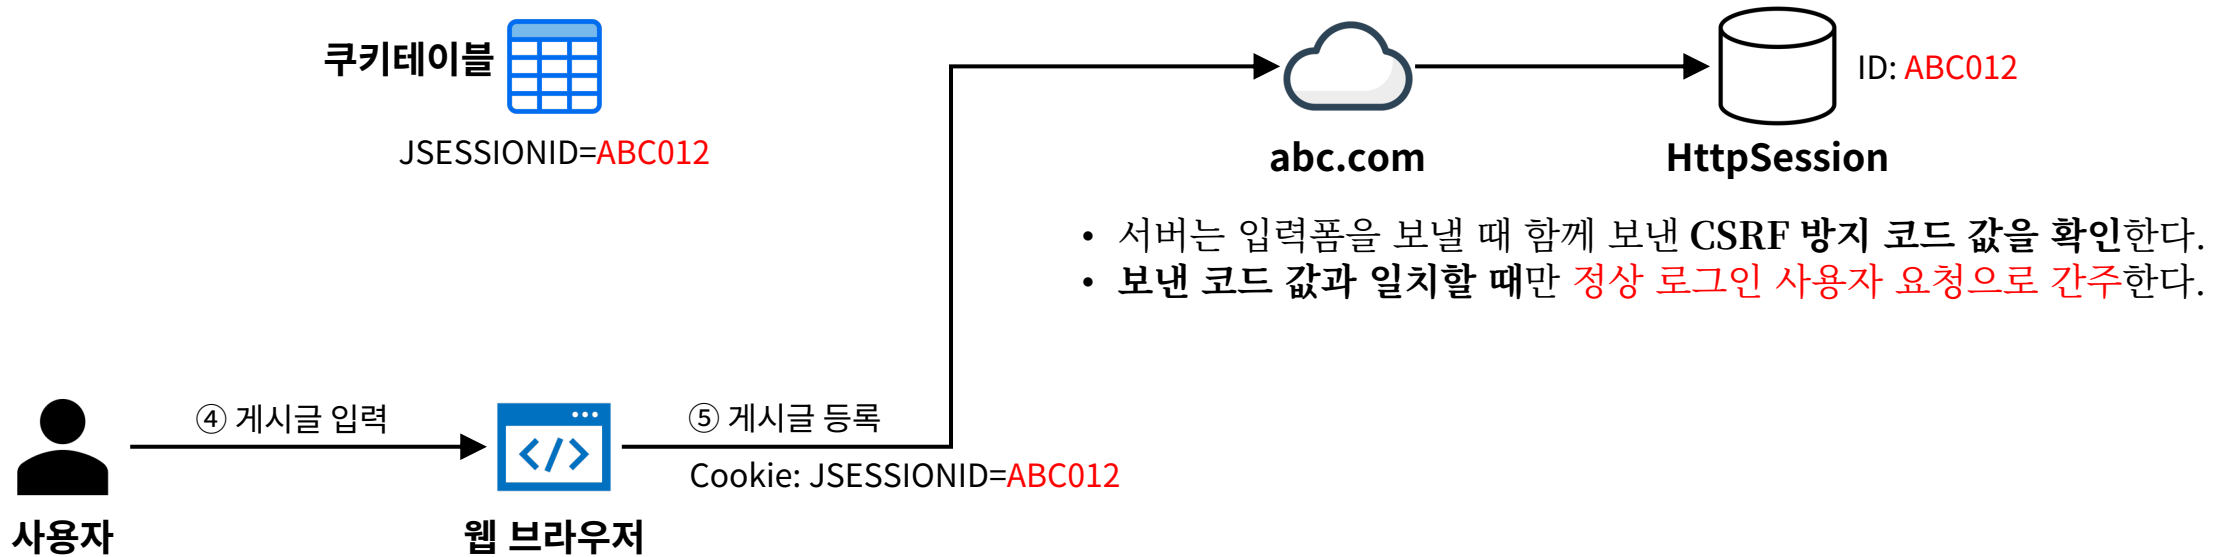 쿠키테이블
JSESSIONID=ABC012
abc.com
HttpSession
ID: ABC012
• 서버는 입력폼을 보낼 때 함께 보낸 CSRF 방지 코드 값을 확인한다.
• 보낸 코드 값과 일치할 때만 정상 로그인 사용자 요청으로 간주한다.
④ 게시글 입력
⑤ 게시글 등록
</>
Cookie: JSESSIONID=ABC012
사용자
웹 브라우저